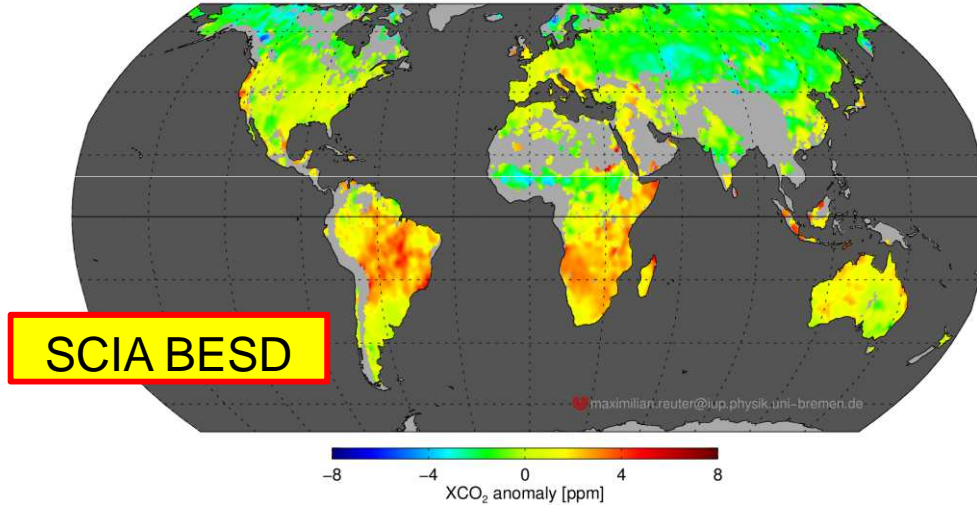 SCIA BESD
maximilian.reuter@iup.physik.uni-bremen.de
−8 −4 0 4 8
XCO₂ anomaly [ppm]